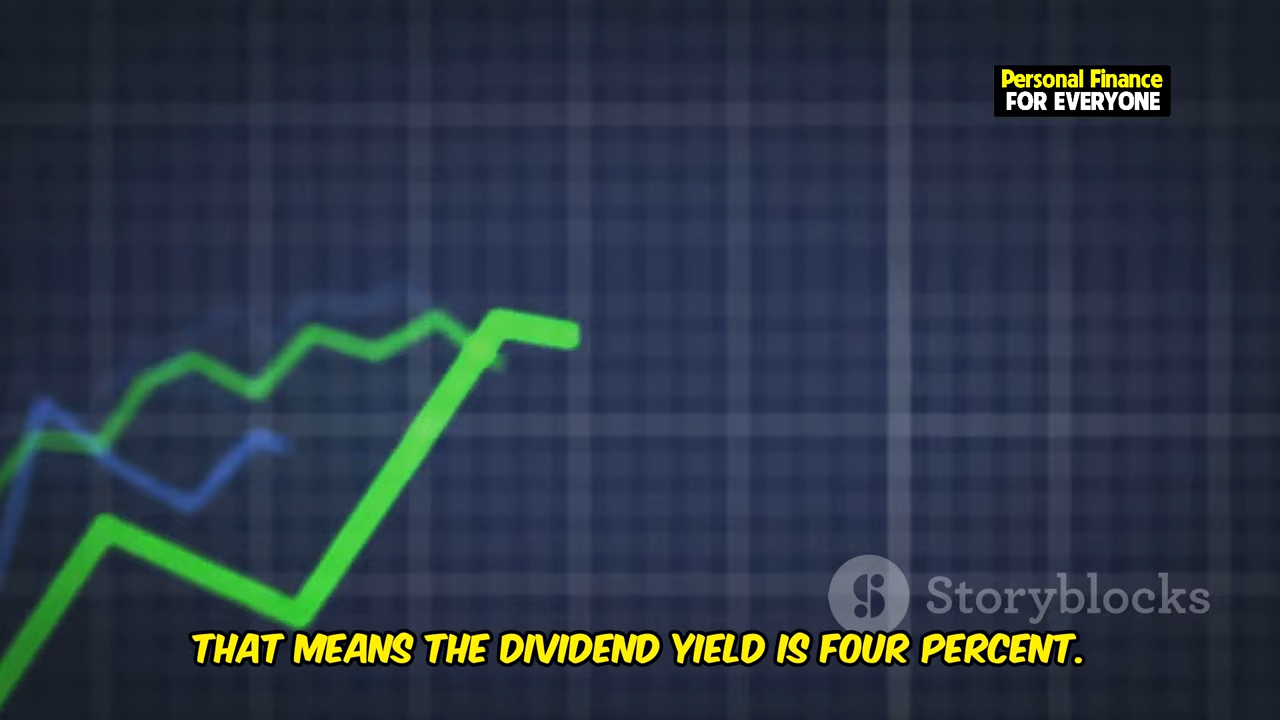 Personal Finance
FOR EVERYONE
Storyblocks
THAT MEANS THE DIVIDEND YIELD IS FOUR PERCENT.